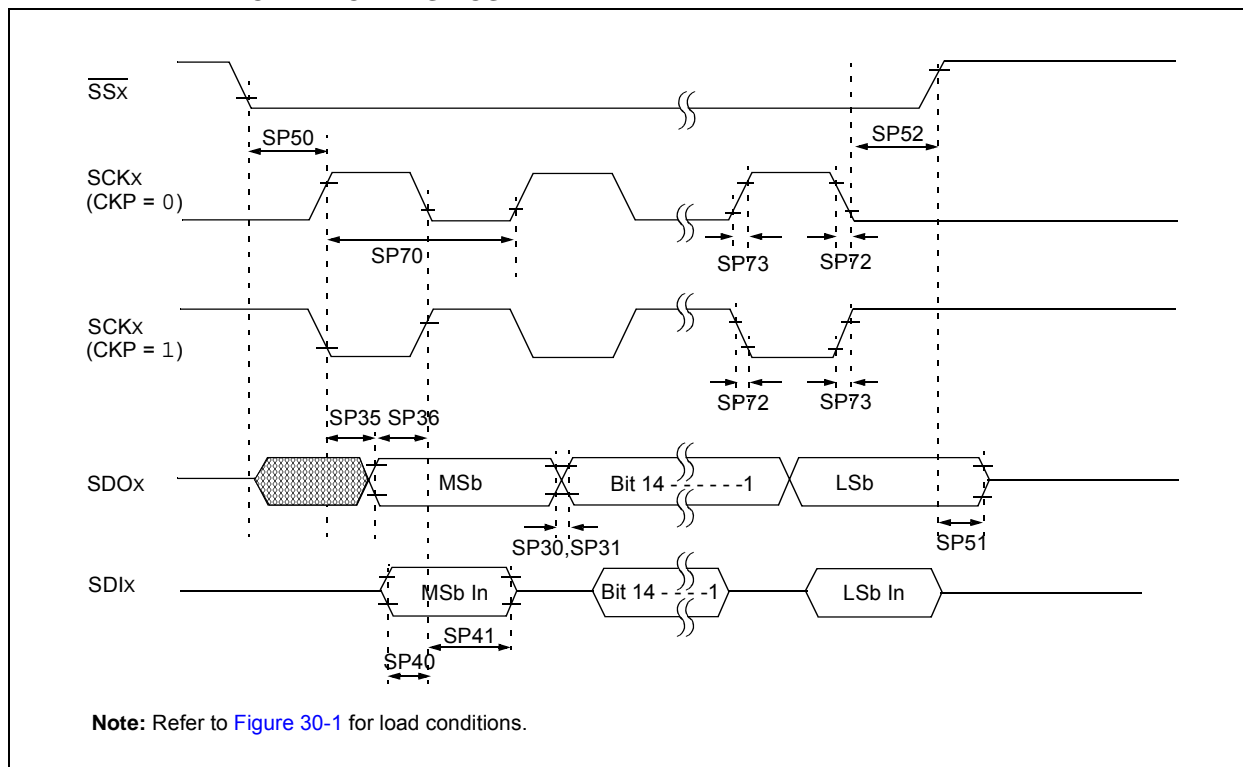 SSx
SP50
SP52
SCKx
(CKP = 0)
SP70
SP73
SP72
SCKx
(CKP = 1)
SP72
SP73
SP35
SP36
SDOx
MSb
Bit 14 - - - - - -1
LSb
SP30,SP31
SP51
SDIx
MSb In
Bit 14 - - - -1
LSb In
SP41
SP40
Note: Refer to Figure 30-1 for load conditions.